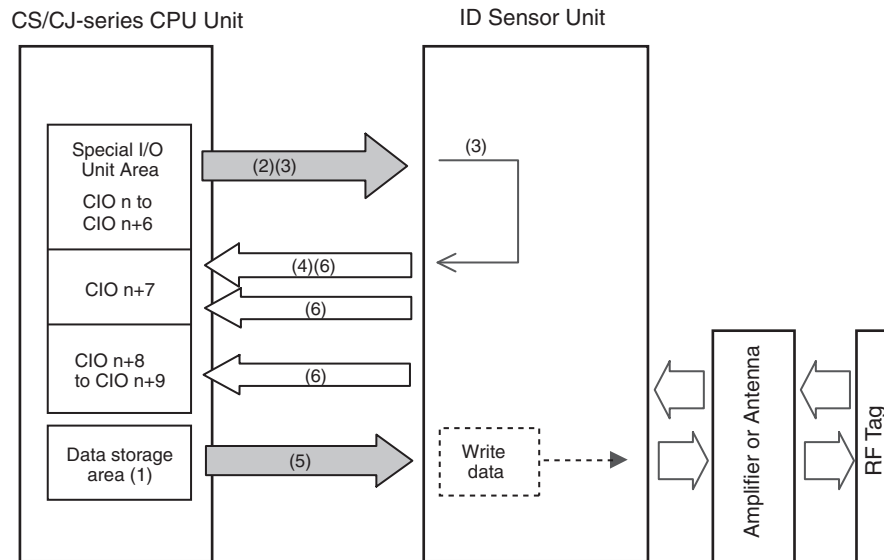 CS/CJ-series CPU Unit
ID Sensor Unit
Special I/O
Unit Area
CIO n to
CIO n+6
(2)(3)
(3)
CIO n+7
(4)(6)
(6)
CIO n+8
to CIO n+9
(6)
Data storage
area (1)
(5)
Write
data
Amplifier or Antenna
RF Tag